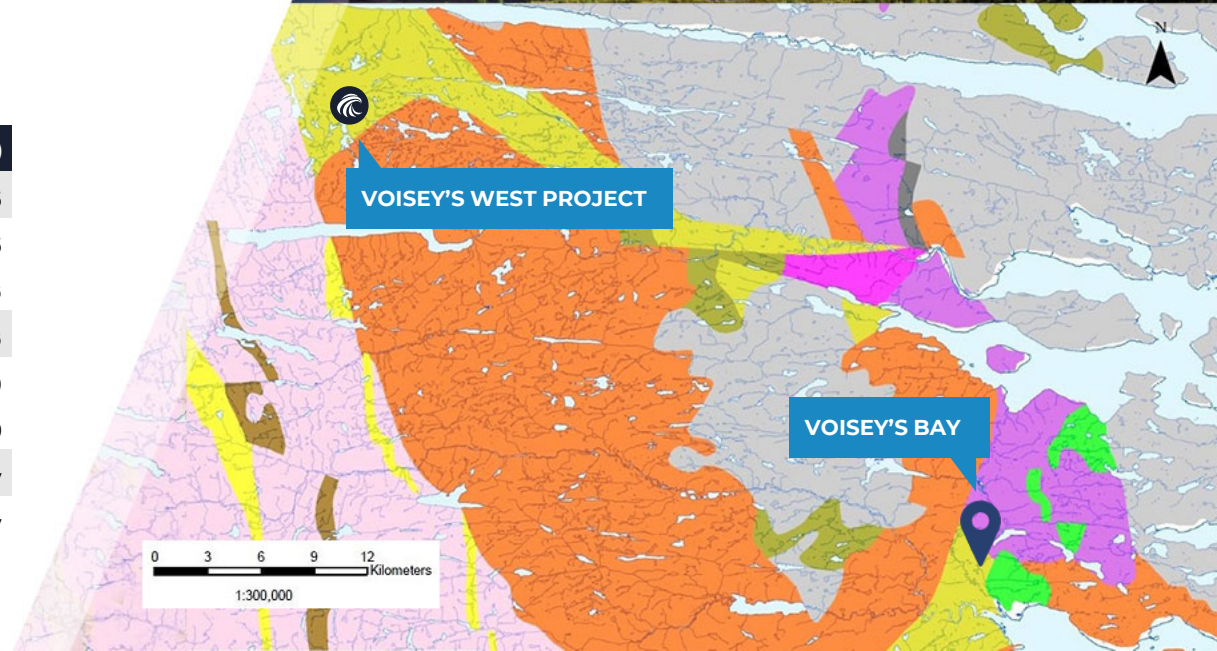 N
VOISEY'S WEST PROJECT
VOISEY'S BAY
0 3 6 9 12
Kilometers
1:300,000